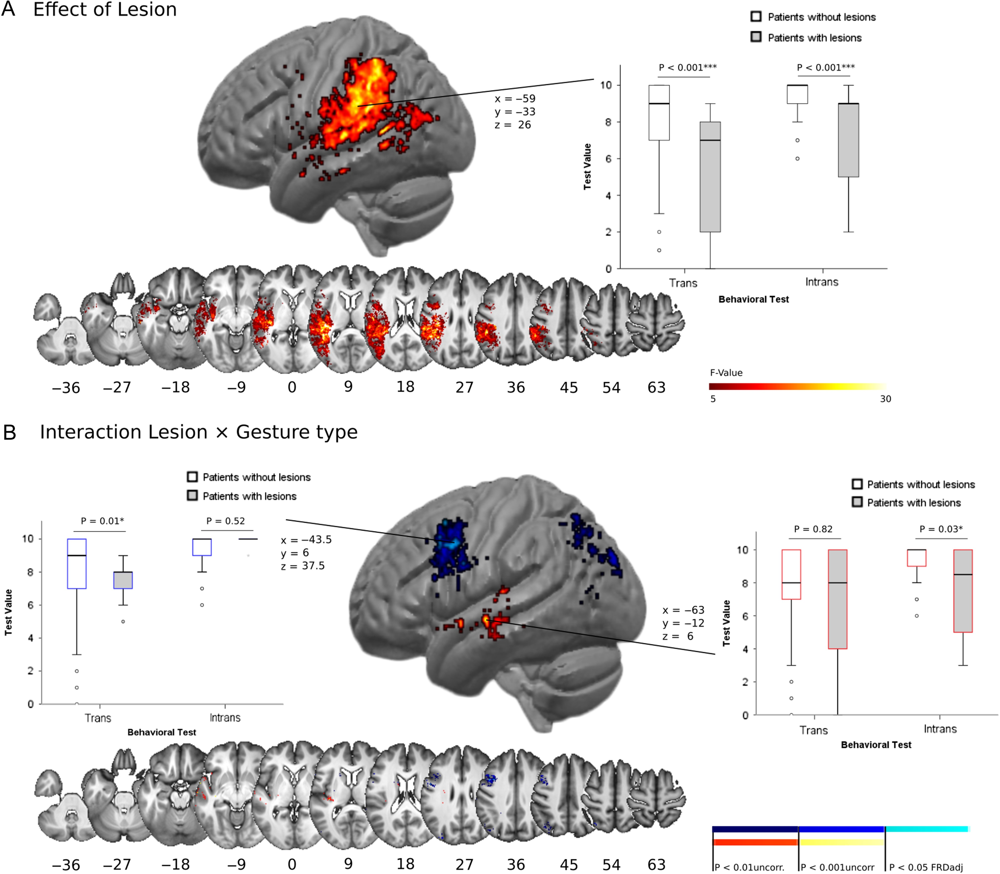 A Effect of Lesion
Patients without lesions
Patients with lesions
P < 0.001*** P < 0.001***
x = −59
y = −33
z = 26
10
8
6
4
2
0
Test Value
Trans Intrans
Behavioral Test
−36 −27 −18 −9 0 9 18 27 36 45 54 63
F-Value
5 30
B Interaction Lesion × Gesture type
Patients without lesions
Patients with lesions
P = 0.01* P = 0.52
10
8
6
4
2
0
Test Value
Trans Intrans
Behavioral Test
x = −43.5
y = 6
z = 37.5
Patients without lesions
Patients with lesions
P = 0.82 P = 0.03*
x = −63
y = −12
z = 6
10
8
6
4
2
0
Test Value
Trans Intrans
Behavioral Test
−36 −27 −18 −9 0 9 18 27 36 45 54 63
P < 0.01uncorr. P < 0.001uncorr P < 0.05 FRDadj